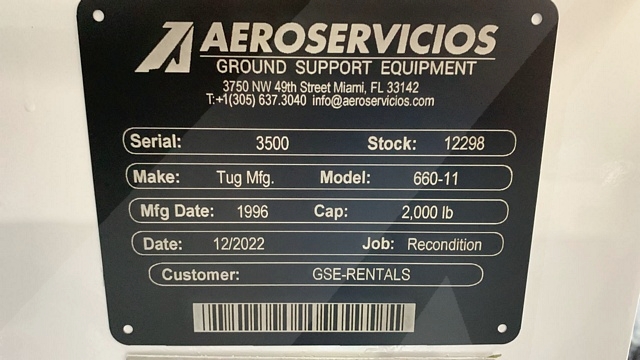 AEROSERVICIOS
GROUND SUPPORT EQUIPMENT
3750 NW 49th Street Miami, FL 33142
T:+1(305) 637.3040 info@aeroservicios.com
Serial: 3500 Stock: 12298
Make: Tug Mfg. Model: 660-11
Mfg Date: 1996 Cap: 2,000 lb
Date: 12/2022 Job: Recondition
Customer: GSE-RENTALS